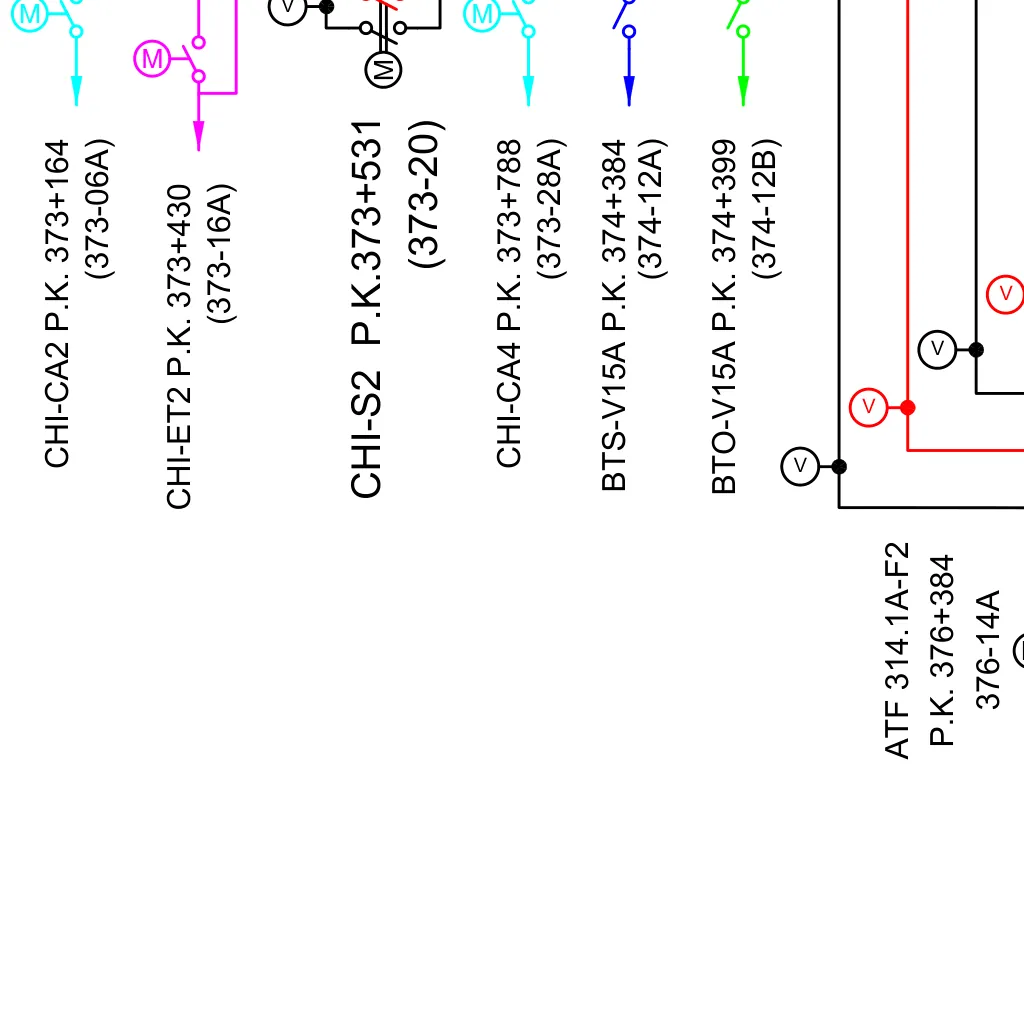 M
M
V
M
M
CHI-CA2 P.K. 373+164
(373-06A)
CHI-ET2 P.K. 373+430
(373-16A)
CHI-S2 P.K.373+531
(373-20)
CHI-CA4 P.K. 373+788
(373-28A)
BTS-V15A P.K. 374+384
(374-12A)
BTO-V15A P.K. 374+399
(374-12B)
V
V
V
V
ATF 314.1A-F2
P.K. 376+384
376-14A